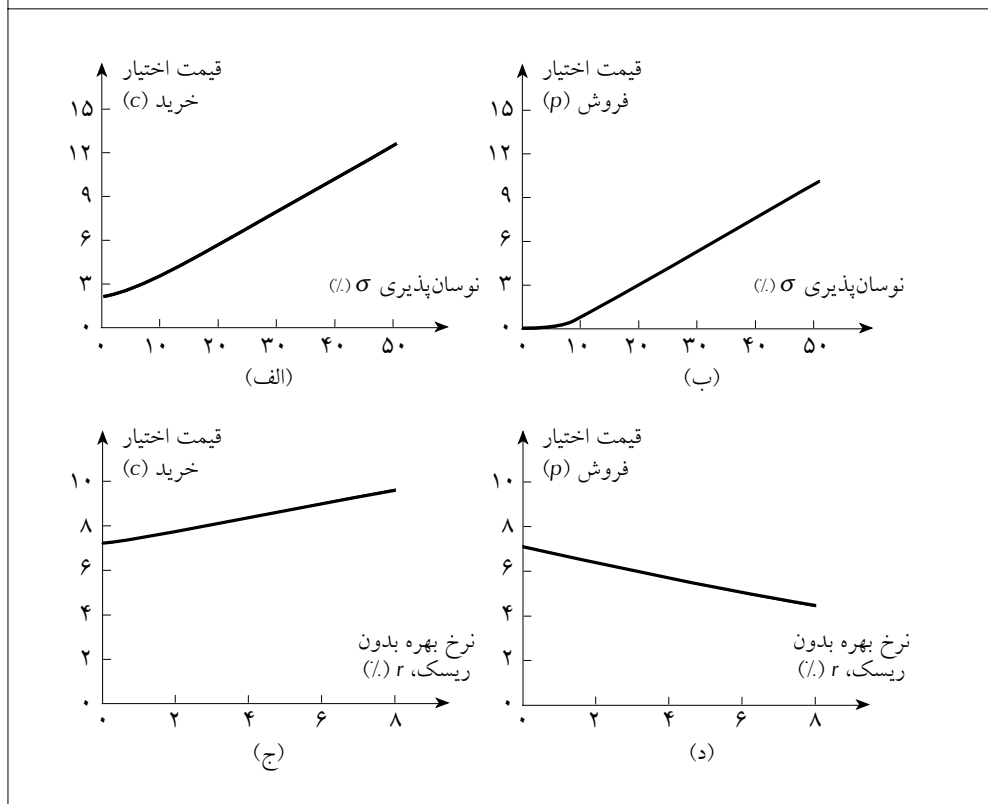 قیمت اختیار
خرید (c)
۱۵
۱۲
۹
۶
۳
۰
نوسان‌پذیری σ (٪)
۰ ۱۰ ۲۰ ۳۰ ۴۰ ۵۰
(الف)
قیمت اختیار
فروش (p)
۱۵
۱۲
۹
۶
۳
۰
نوسان‌پذیری σ (٪)
۰ ۱۰ ۲۰ ۳۰ ۴۰ ۵۰
(ب)
قیمت اختیار
خرید (c)
۱۰
۸
۶
۴
۲
۰
نرخ بهره بدون
ریسک، r (٪)
۰ ۲ ۴ ۶ ۸
(ج)
قیمت اختیار
فروش (p)
۱۰
۸
۶
۴
۲
۰
نرخ بهره بدون
ریسک، r (٪)
۰ ۲ ۴ ۶ ۸
(د)